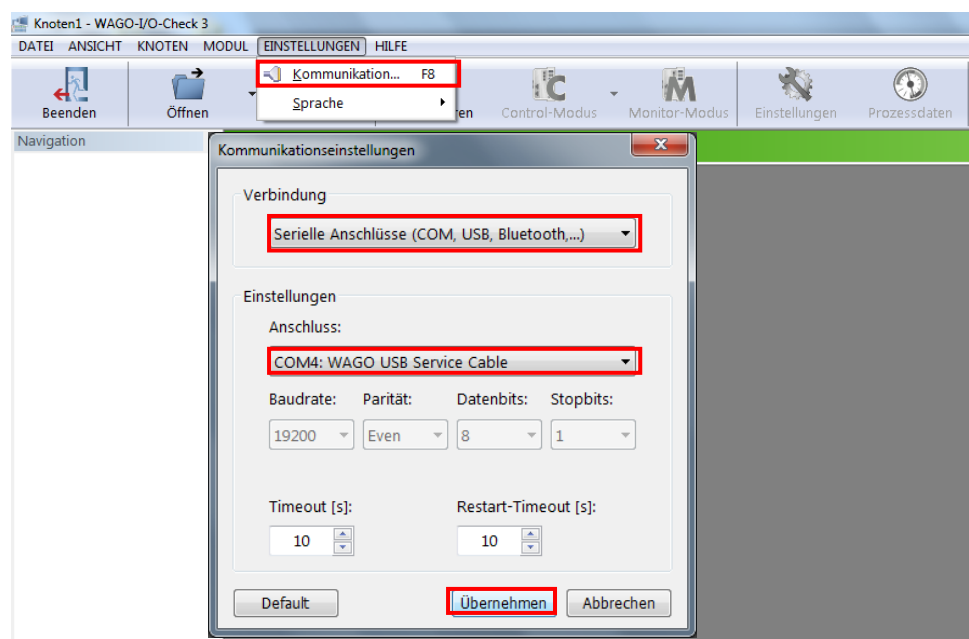 Knoten1 - WAGO-I/O-Check 3
DATEI ANSICHT KNOTEN MODUL EINSTELLUNGEN HILFE
Kommunikation... F8
Sprache
Beenden Öffnen ren Control-Modus Monitor-Modus Einstellungen Prozessdaten
Navigation
Kommunikationseinstellungen
Verbindung
Serielle Anschlüsse (COM, USB, Bluetooth,...)
Einstellungen
Anschluss:
COM4: WAGO USB Service Cable
Baudrate: Parität: Datenbits: Stopbits:
19200 Even 8 1
Timeout [s]: Restart-Timeout [s]:
10 10
Default Übernehmen Abbrechen